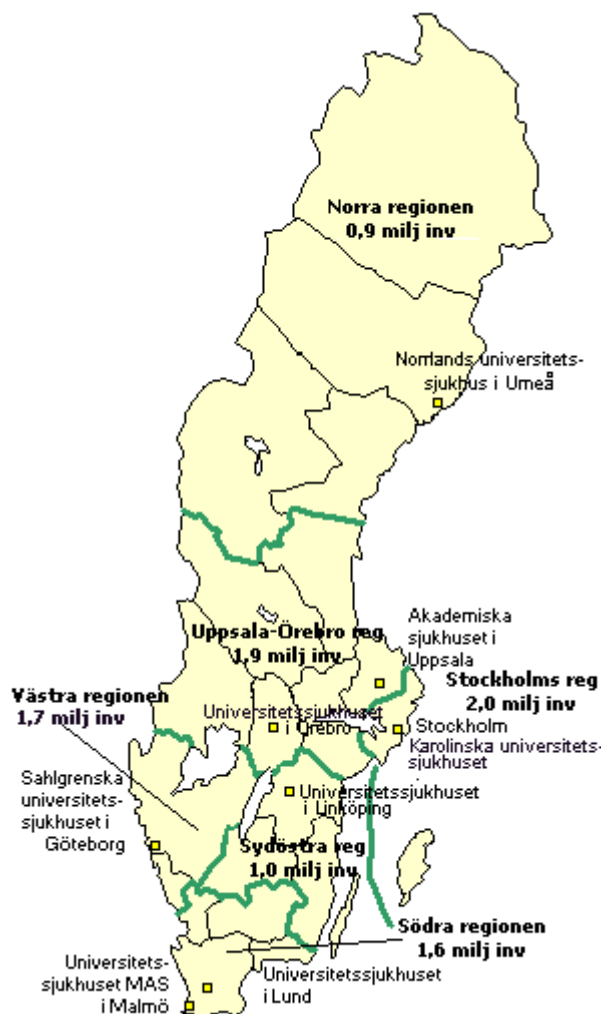 Norra regionen
0,9 milj inv
Norrlands universitets-
sjukhus i Umeå
Akademiska
sjukhuset i
Uppsala
Uppsala-Örebro reg
1,9 milj inv
Stockholms reg
2,0 milj inv
Västra regionen
1,7 milj inv
Universitetssjukhuset
i Örebro
Stockholm
Karolinska universitets-
sjukhuset
Sahlgrenska
universitets-
sjukhuset i
Göteborg
Universitetssjukhuset
i Linköping
Sydöstra reg
1,0 milj inv
Södra regionen
1,6 milj inv
Universitets-
sjukhuset MAS
i Malmö
Universitetssjukhuset
i Lund